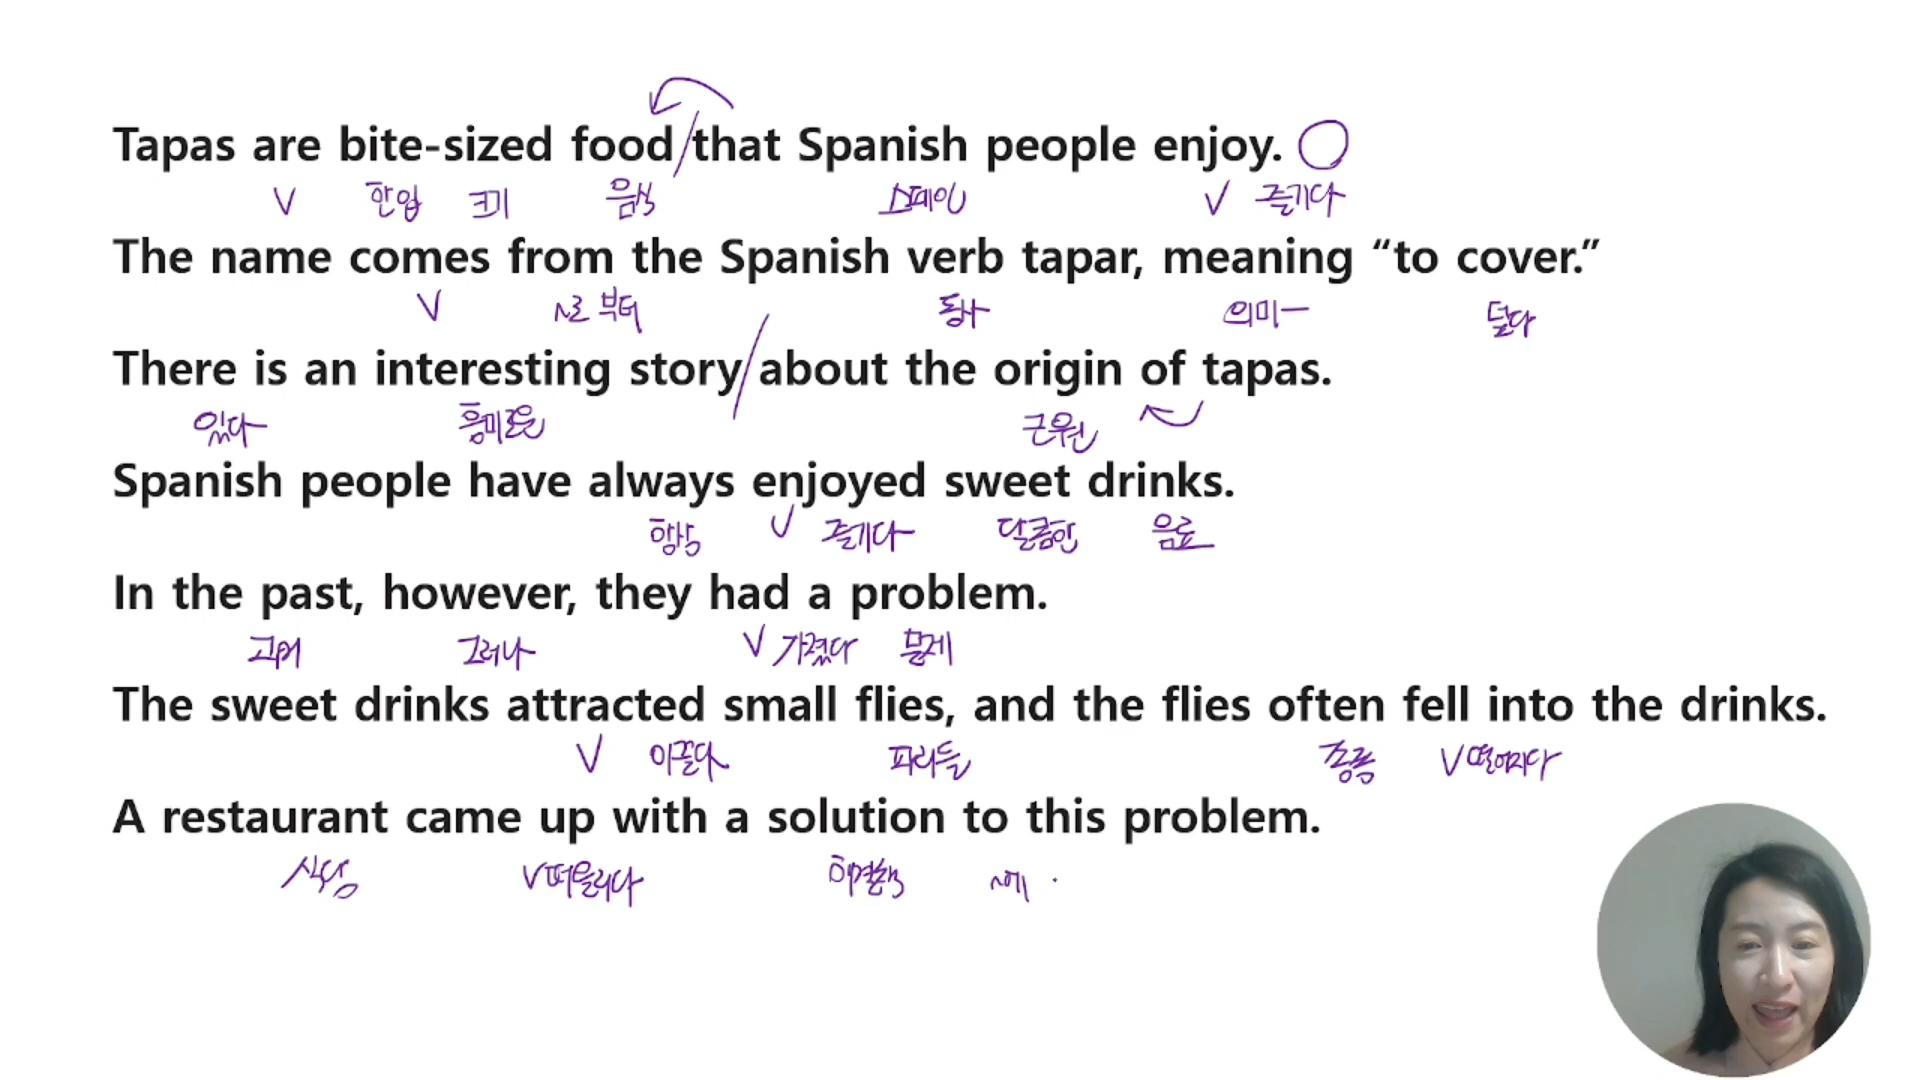 Tapas are bite-sized food/that Spanish people enjoy.
V 한입 크기 음식 스페인 V 즐기다
The name comes from the Spanish verb tapar, meaning “to cover.”
V ~로 부터 동사 의미- 덮다
There is an interesting story/about the origin of tapas.
있다 흥미로운 근원
Spanish people have always enjoyed sweet drinks.
항상 V 즐기다 달콤한 음료
In the past, however, they had a problem.
과거 그러나 V 가졌다 문제
The sweet drinks attracted small flies, and the flies often fell into the drinks.
V 이끌다 파리들 종종 V 떨어지다
A restaurant came up with a solution to this problem.
식당 V 떠올리다 해결책 ~에